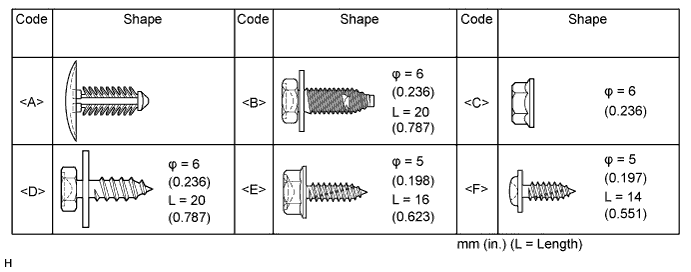 Code Shape Code Shape Code Shape
<A>
<B> φ = 6
(0.236)
L = 20
(0.787)
<C> φ = 6
(0.236)
<D> φ = 6
(0.236)
L = 20
(0.787)
<E> φ = 5
(0.198)
L = 16
(0.623)
<F> φ = 5
(0.197)
L = 14
(0.551)
mm (in.) (L = Length)
H